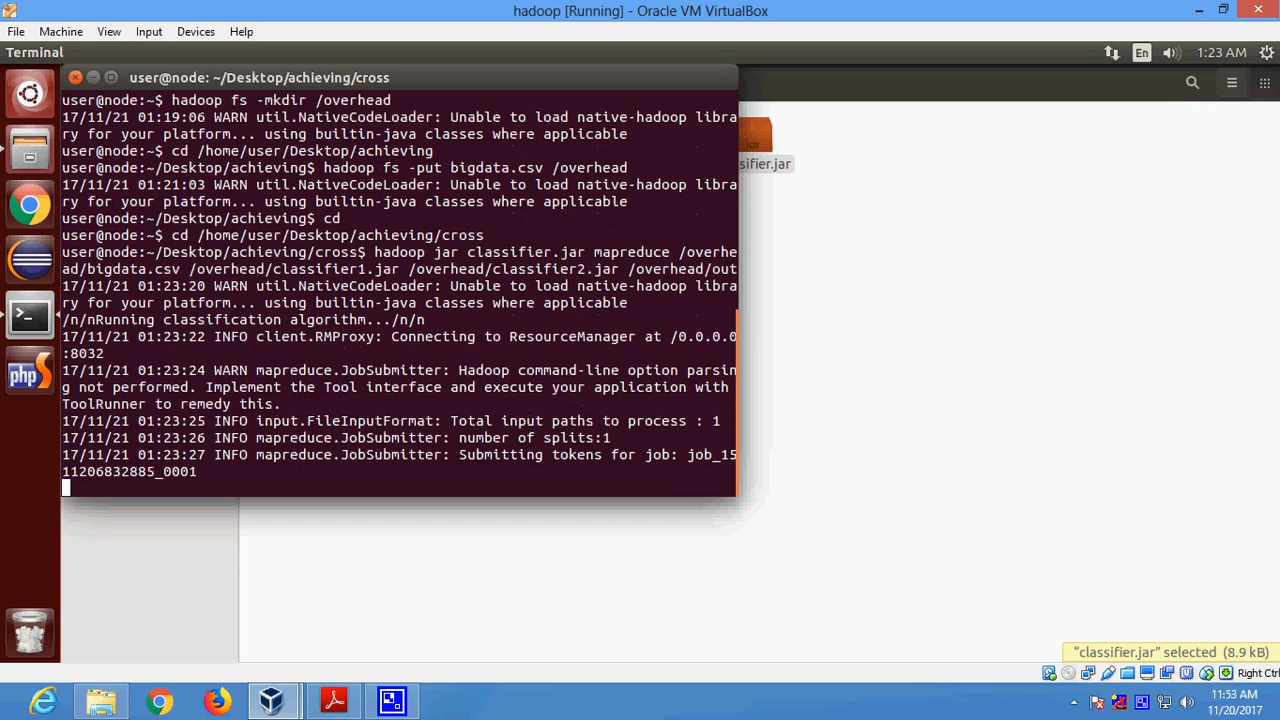 hadoop [Running] - Oracle VM VirtualBox
File Machine View Input Devices Help
Terminal
En
1:23 AM
user@node: ~/Desktop/achieving/cross
user@node:~$ hadoop fs -mkdir /overhead
17/11/21 01:19:06 WARN util.NativeCodeLoader: Unable to load native-hadoop libra
ry for your platform... using builtin-java classes where applicable
user@node:~$ cd /home/user/Desktop/achieving
user@node:~/Desktop/achieving$ hadoop fs -put bigdata.csv /overhead
17/11/21 01:21:03 WARN util.NativeCodeLoader: Unable to load native-hadoop libra
ry for your platform... using builtin-java classes where applicable
user@node:~/Desktop/achieving$ cd
user@node:~$ cd /home/user/Desktop/achieving/cross
user@node:~/Desktop/achieving/cross$ hadoop jar classifier.jar mapreduce /overhe
ad/bigdata.csv /overhead/classifier1.jar /overhead/classifier2.jar /overhead/out
17/11/21 01:23:20 WARN util.NativeCodeLoader: Unable to load native-hadoop libra
ry for your platform... using builtin-java classes where applicable
/n/nRunning classification algorithm.../n/n
17/11/21 01:23:22 INFO client.RMProxy: Connecting to ResourceManager at /0.0.0.0
:8032
17/11/21 01:23:24 WARN mapreduce.JobSubmitter: Hadoop command-line option parsin
g not performed. Implement the Tool interface and execute your application with
ToolRunner to remedy this.
17/11/21 01:23:25 INFO input.FileInputFormat: Total input paths to process : 1
17/11/21 01:23:26 INFO mapreduce.JobSubmitter: number of splits:1
17/11/21 01:23:27 INFO mapreduce.JobSubmitter: Submitting tokens for job: job_15
11206832885_0001
jar
sifier.jar
php
"classifier.jar" selected (8.9 kB)
Right Ctrl
11:53 AM
11/20/2017